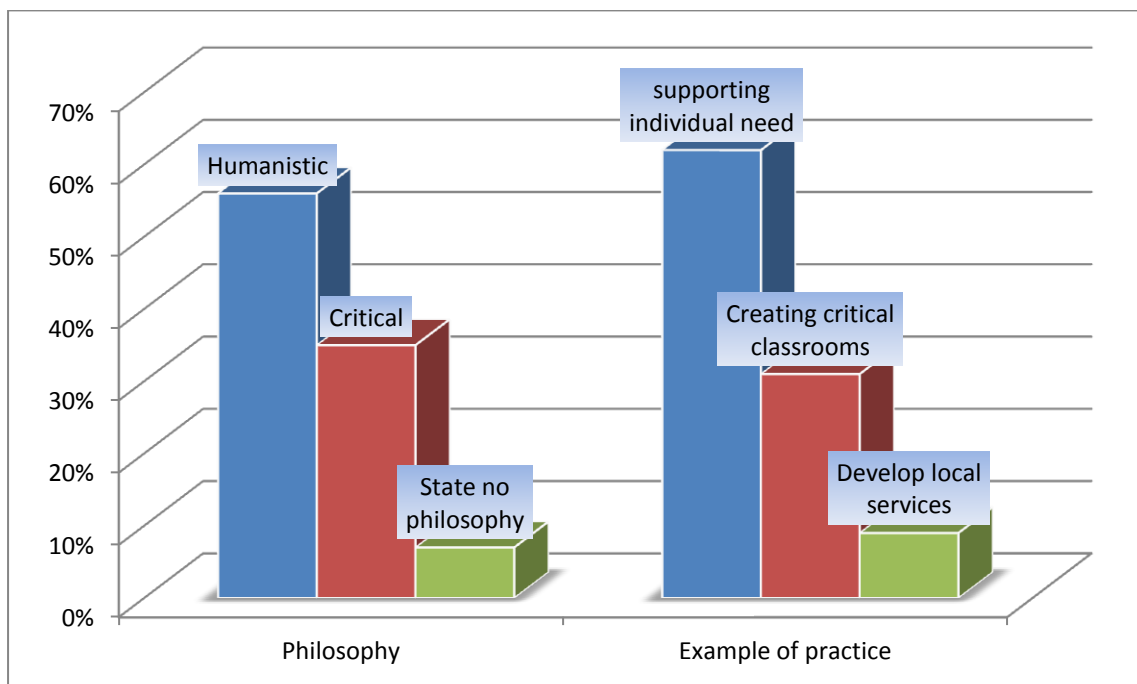 70%
60%
50%
40%
30%
20%
10%
0%
Humanistic
Critical
State no
philosophy
supporting
individual need
Creating critical
classrooms
Develop local
services
Philosophy
Example of practice